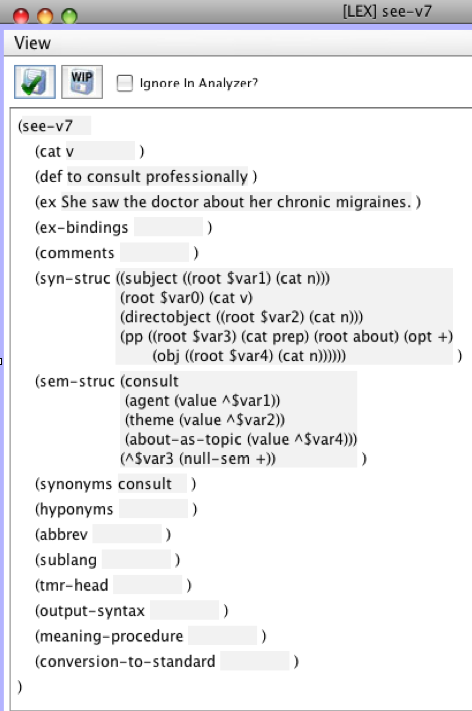 [LEX] see-v7
View
WIP Ignore In Analyzer?
(see-v7
(cat v )
(def to consult professionally )
(ex She saw the doctor about her chronic migraines. )
(ex-bindings )
(comments )
(syn-struc ((subject ((root $var1) (cat n)))
(root $var0) (cat v)
(directobject ((root $var2) (cat n)))
(pp ((root $var3) (cat prep) (root about) (opt +)
(obj ((root $var4) (cat n)))))) )
(sem-struc (consult
(agent (value ^$var1))
(theme (value ^$var2))
(about-as-topic (value ^$var4)))
(^$var3 (null-sem +)) )
(synonyms consult )
(hyponyms )
(abbrev )
(sublang )
(tmr-head )
(output-syntax )
(meaning-procedure )
(conversion-to-standard )
)